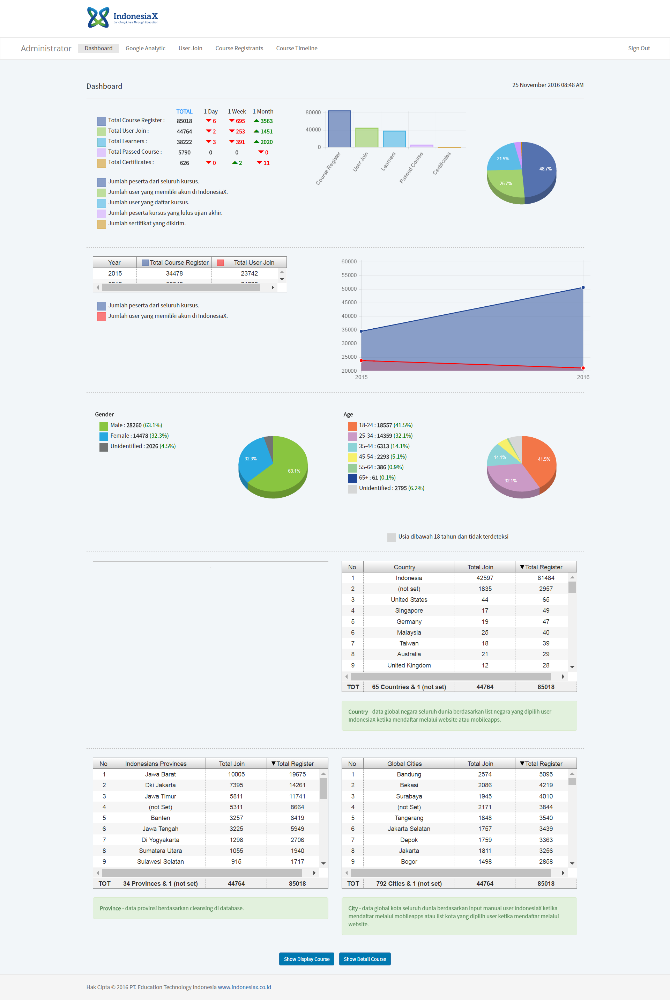 IndonesiaX
Enriching Lives Through Education
Administrator Dashboard Google Analytic User Join Course Registrants Course Timeline Sign Out
Dashboard 25 November 2016 08:48 AM
TOTAL 1 Day 1 Week 1 Month
Total Course Register : 85018 6 695 3563
Total User Join : 44764 2 253 1451
Total Learners : 38222 3 391 2020
Total Passed Course : 5790 0 0 0
Total Certificates : 626 0 2 11
Jumlah peserta dari seluruh kursus.
Jumlah user yang memiliki akun di IndonesiaX.
Jumlah user yang daftar kursus.
Jumlah peserta kursus yang lulus ujian akhir.
Jumlah sertifikat yang dikirim.
80000
40000
0
Course Register
User Join
Learners
Passed Course
Certificates
21.9%
48.7%
25.7%
Year Total Course Register Total User Join
2015 34478 23742
Jumlah peserta dari seluruh kursus.
Jumlah user yang memiliki akun di IndonesiaX.
60000
55000
50000
45000
40000
35000
30000
25000
20000
2015 2016
Gender
Male : 28260 (63.1%)
Female : 14478 (32.3%)
Unidentified : 2026 (4.5%)
32.3%
63.1%
Age
18-24 : 18557 (41.5%)
25-34 : 14359 (32.1%)
35-44 : 6313 (14.1%)
45-54 : 2293 (5.1%)
55-64 : 386 (0.9%)
65+ : 61 (0.1%)
Unidentified : 2795 (6.2%)
14.1%
41.5%
32.1%
Usia dibawah 18 tahun dan tidak terdeteksi
No Country Total Join ▼Total Register
1 Indonesia 42597 81484
2 (not set) 1835 2957
3 United States 44 65
4 Singapore 17 49
5 Germany 19 47
6 Malaysia 25 40
7 Taiwan 18 39
8 Australia 21 29
9 United Kingdom 12 28
TOT 65 Countries & 1 (not set) 44764 85018
Country - data global negara seluruh dunia berdasarkan list negara yang dipilih user
IndonesiaX ketika mendaftar melalui website atau mobileapps.
No Indonesians Provinces Total Join ▼Total Register
1 Jawa Barat 10005 19675
2 Dki Jakarta 7395 14261
3 Jawa Timur 5811 11741
4 (not Set) 5311 8664
5 Banten 3257 6419
6 Jawa Tengah 3225 5949
7 Di Yogyakarta 1298 2706
8 Sumatera Utara 1055 1940
9 Sulawesi Selatan 915 1717
TOT 34 Provinces & 1 (not set) 44764 85018
Province - data provinsi berdasarkan cleansing di database.
No Global Cities Total Join ▼Total Register
1 Bandung 2574 5095
2 Bekasi 2086 4219
3 Surabaya 1945 4010
4 (not Set) 2171 3844
5 Tangerang 1848 3540
6 Jakarta Selatan 1757 3439
7 Depok 1759 3363
8 Jakarta 1811 3256
9 Bogor 1498 2858
TOT 792 Cities & 1 (not set) 44764 85018
City - data global kota seluruh dunia berdasarkan input manual user IndonesiaX ketika
mendaftar melalui mobileapps atau list kota yang dipilih user ketika mendaftar melalui
website.
Show Display Course Show Detail Course
Hak Cipta © 2016 PT. Education Technology Indonesia www.indonesiax.co.id